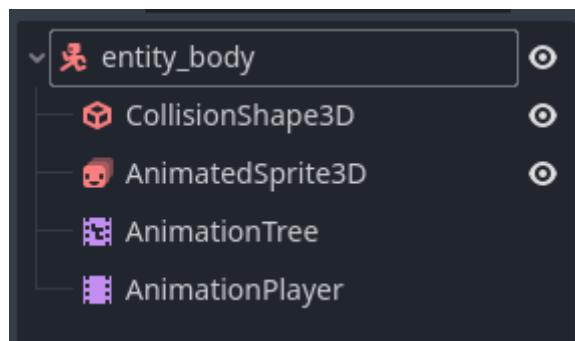 entity_body
CollisionShape3D
AnimatedSprite3D
AnimationTree
AnimationPlayer